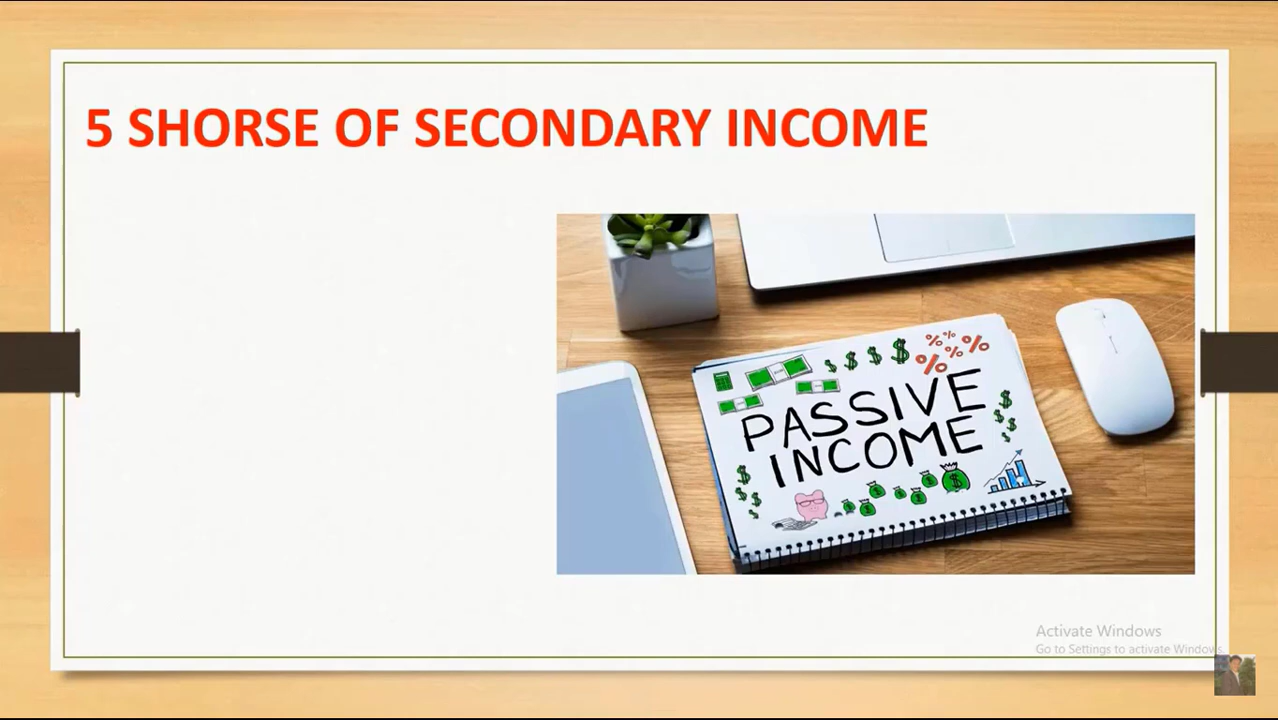 5 SHORSE OF SECONDARY INCOME
PASSIVE
INCOME
Activate Windows
Go to Settings to activate Windows.